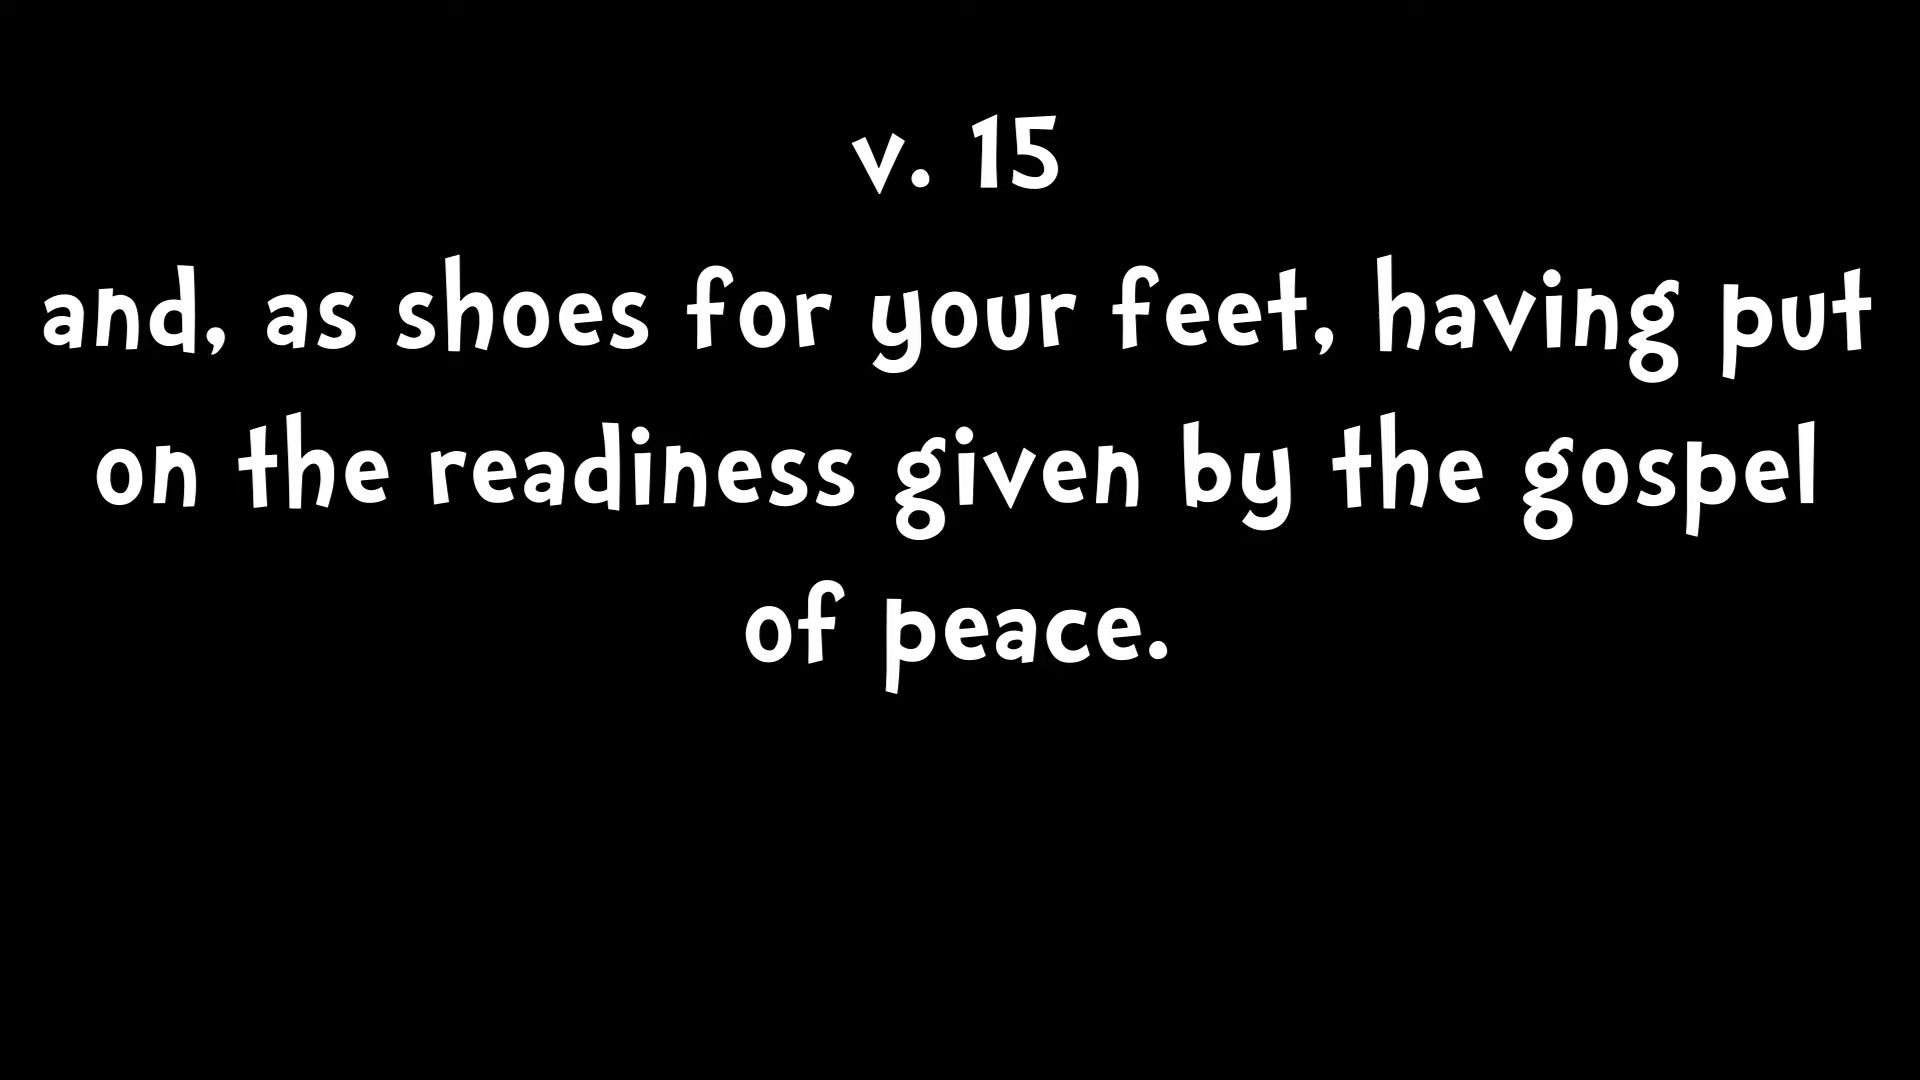 v. 15
and, as shoes for your feet, having put
on the readiness given by the gospel
of peace.